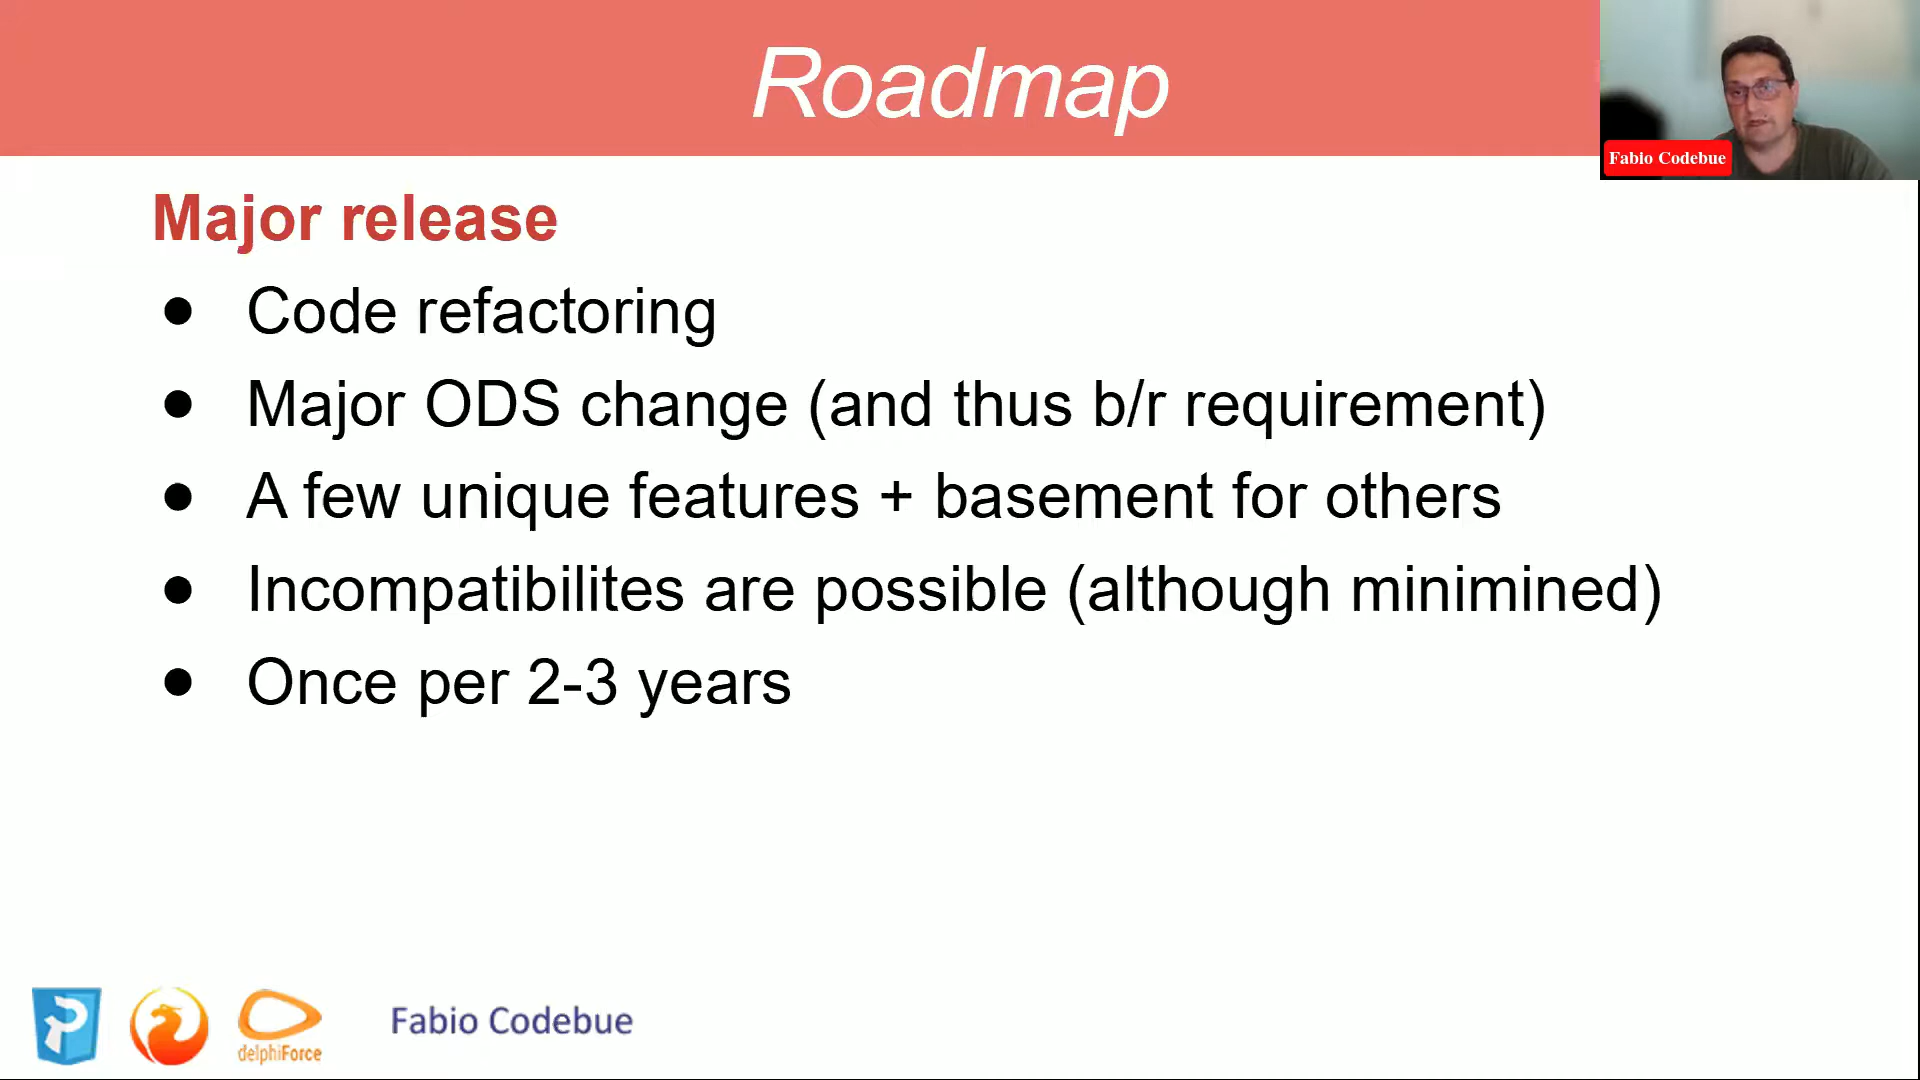 Roadmap
Fabio Codebue
Major release
● Code refactoring
● Major ODS change (and thus b/r requirement)
● A few unique features + basement for others
● Incompatibilites are possible (although minimined)
● Once per 2-3 years
delphiForce
Fabio Codebue